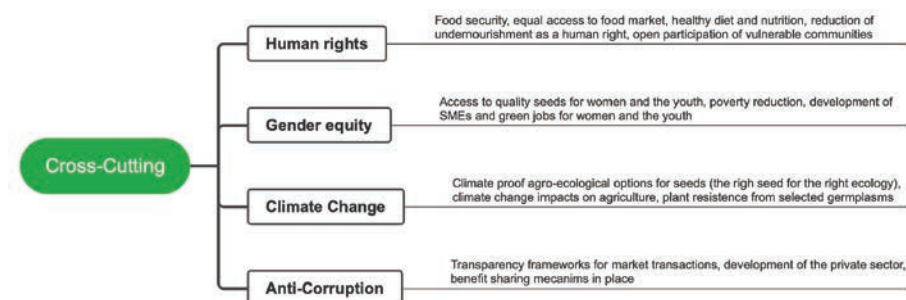 Cross-Cutting
Human rights
Food security, equal access to food market, healthy diet and nutrition, reduction of
undernourishment as a human right, open participation of vulnerable communities
Gender equity
Access to quality seeds for women and the youth, poverty reduction, development of
SMEs and green jobs for women and the youth
Climate Change
Climate proof agro-ecological options for seeds (the righ seed for the right ecology),
climate change impacts on agriculture, plant resistence from selected germplasms
Anti-Corruption
Transparency frameworks for market transactions, development of the private sector,
benefit sharing mecanims in place